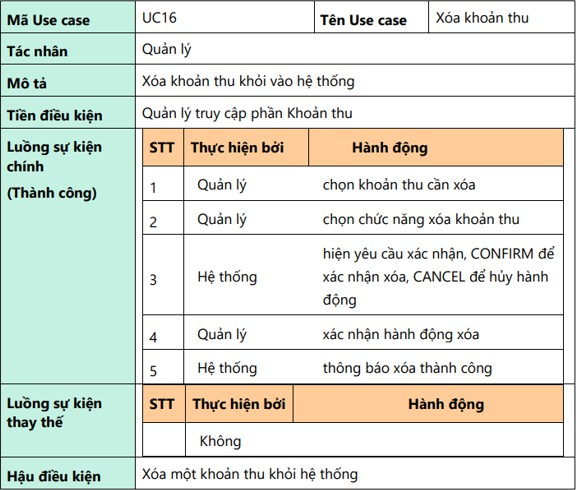 Mã Use case UC16 Tên Use case Xóa khoản thu
Tác nhân Quản lý
Mô tả Xóa khoản thu khỏi vào hệ thống
Tiền điều kiện Quản lý truy cập phần Khoản thu
Luồng sự kiện
chính
(Thành công)
STT Thực hiện bởi Hành động
1 Quản lý chọn khoản thu cần xóa
2 Quản lý chọn chức năng xóa khoản thu
3 Hệ thống hiện yêu cầu xác nhận, CONFIRM để
xác nhận xóa, CANCEL để hủy hành
động
4 Quản lý xác nhận hành động xóa
5 Hệ thống thông báo xóa thành công
Luồng sự kiện
thay thế
STT Thực hiện bởi Hành động
Không
Hậu điều kiện Xóa một khoản thu khỏi hệ thống